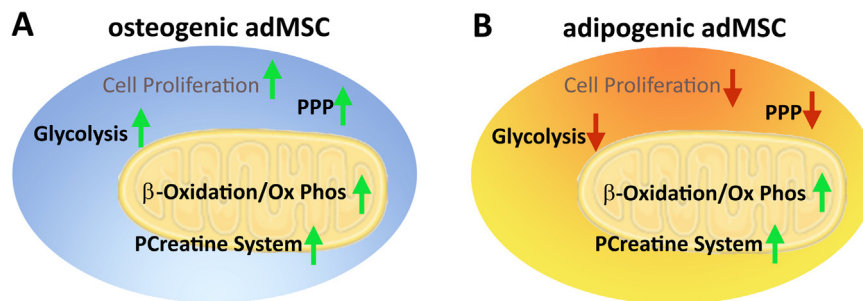 A
osteogenic adMSC
Cell Proliferation
PPP
Glycolysis
β-Oxidation/Ox Phos
PCreatine System
B
adipogenic adMSC
Cell Proliferation
PPP
Glycolysis
β-Oxidation/Ox Phos
PCreatine System